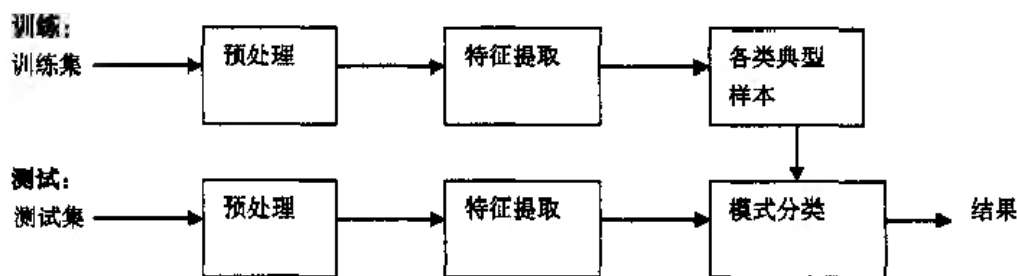 训练：
训练集
预处理
特征提取
各类典型
样本
测试：
测试集
预处理
特征提取
模式分类
结果